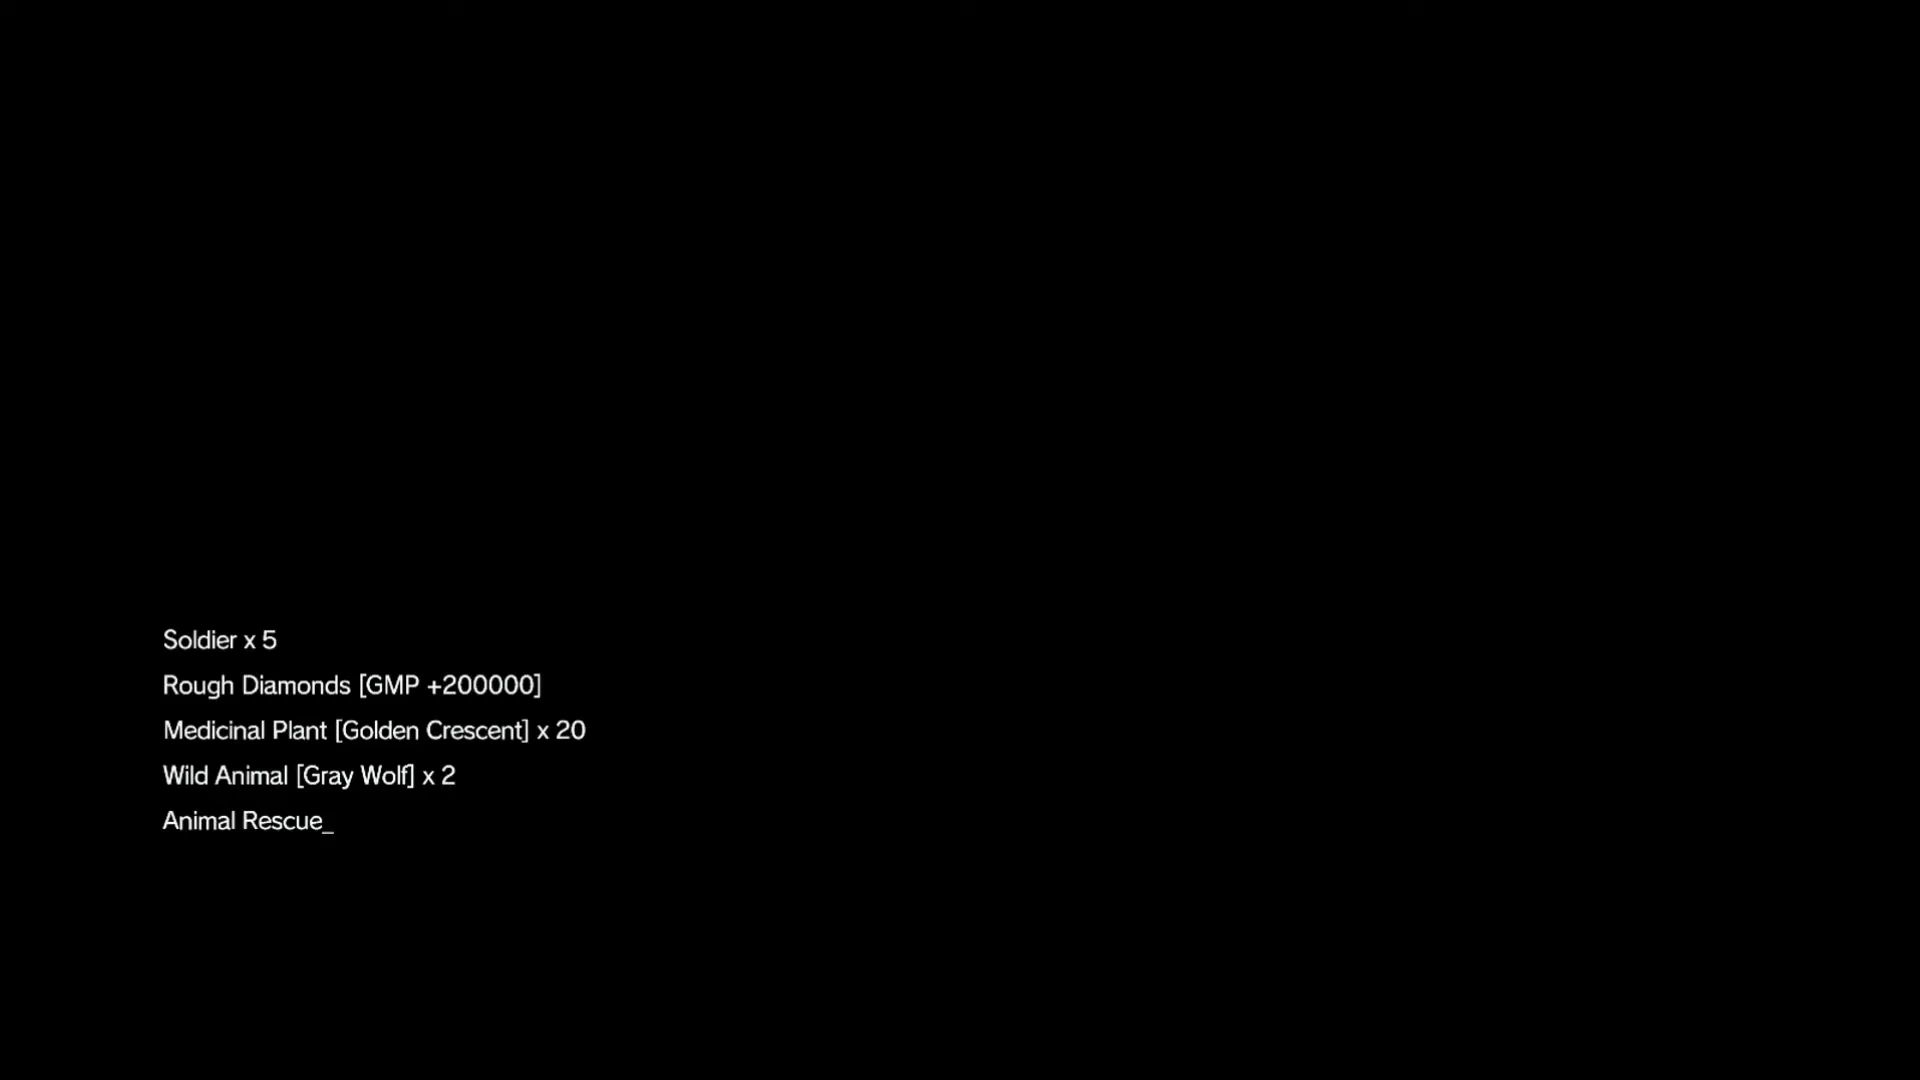 Soldier x 5
Rough Diamonds [GMP +200000]
Medicinal Plant [Golden Crescent] x 20
Wild Animal [Gray Wolf] x 2
Animal Rescue_